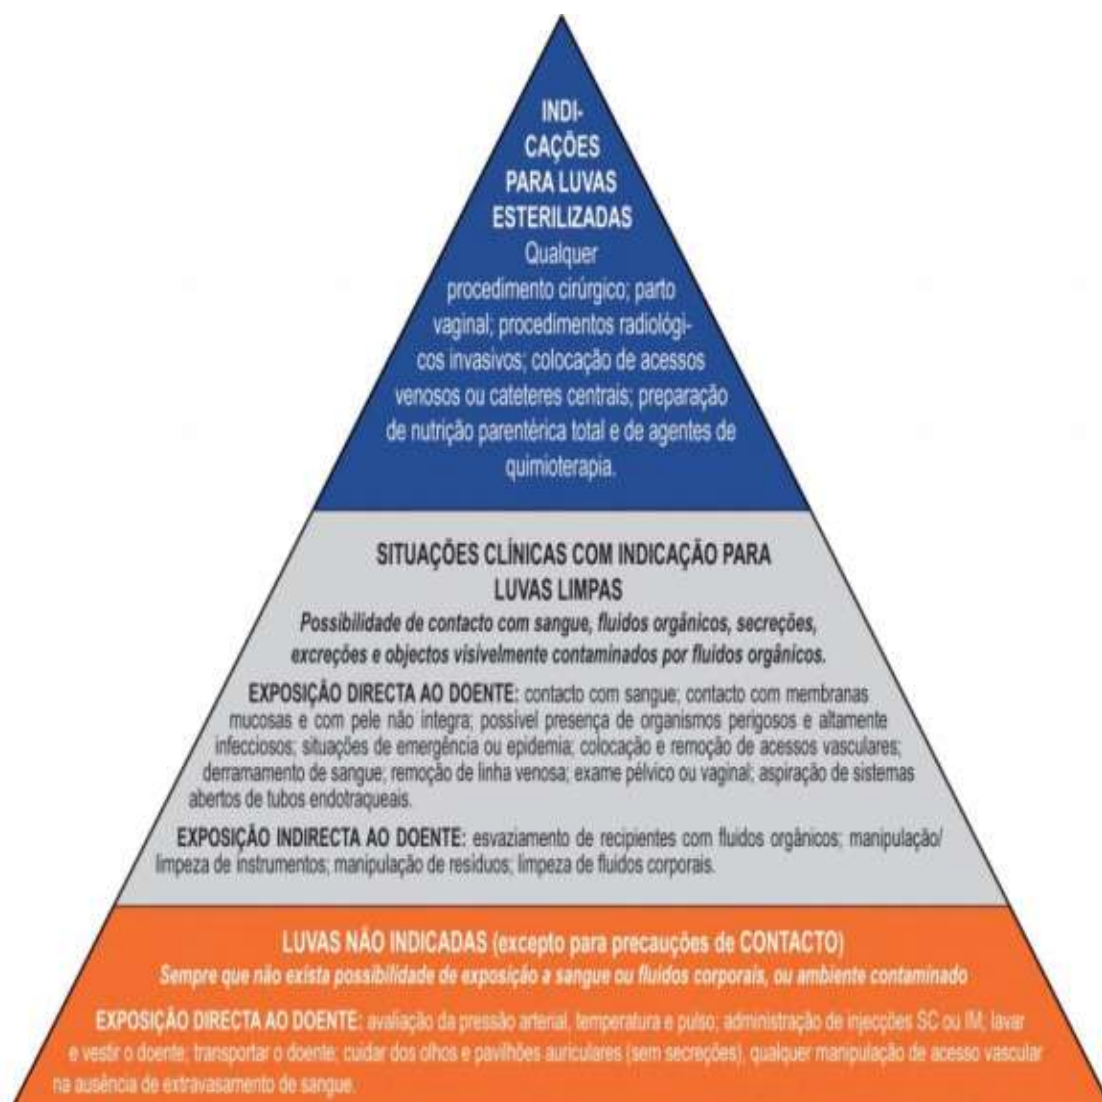 INDI-
CAÇÕES
PARA LUVAS
ESTERILIZADAS
Qualquer
procedimento cirúrgico; parto
vaginal; procedimentos radiológi-
cos invasivos; colocação de acessos
venosos ou cateteres centrais; preparação
de nutrição parentérica total e de agentes de
quimioterapia.
SITUAÇÕES CLÍNICAS COM INDICAÇÃO PARA
LUVAS LIMPAS
Possibilidade de contacto com sangue, fluidos orgânicos, secreções,
excreções e objectos visivelmente contaminados por fluidos orgânicos.
EXPOSIÇÃO DIRECTA AO DOENTE: contacto com sangue; contacto com membranas
mucosas e com pele não integra; possível presença de organismos perigosos e altamente
infecciosos; situações de emergência ou epidemia; colocação e remoção de acessos vasculares;
derramamento de sangue; remoção de linha venosa; exame pélvico ou vaginal; aspiração de sistemas
abertos de tubos endotraqueais.
EXPOSIÇÃO INDIRECTA AO DOENTE: esvaziamento de recipientes com fluidos orgânicos; manipulação/
limpeza de instrumentos; manipulação de resíduos; limpeza de fluidos corporais.
LUVAS NÃO INDICADAS (excepto para precauções de CONTACTO)
Sempre que não exista possibilidade de exposição a sangue ou fluidos corporais, ou ambiente contaminado
EXPOSIÇÃO DIRECTA AO DOENTE: avaliação da pressão arterial, temperatura e pulso; administração de injecções SC ou IM; lavar
e vestir o doente; transportar o doente; cuidar dos olhos e pavilhões auriculares (sem secreções), qualquer manipulação de acesso vascular
na ausência de extravasamento de sangue.